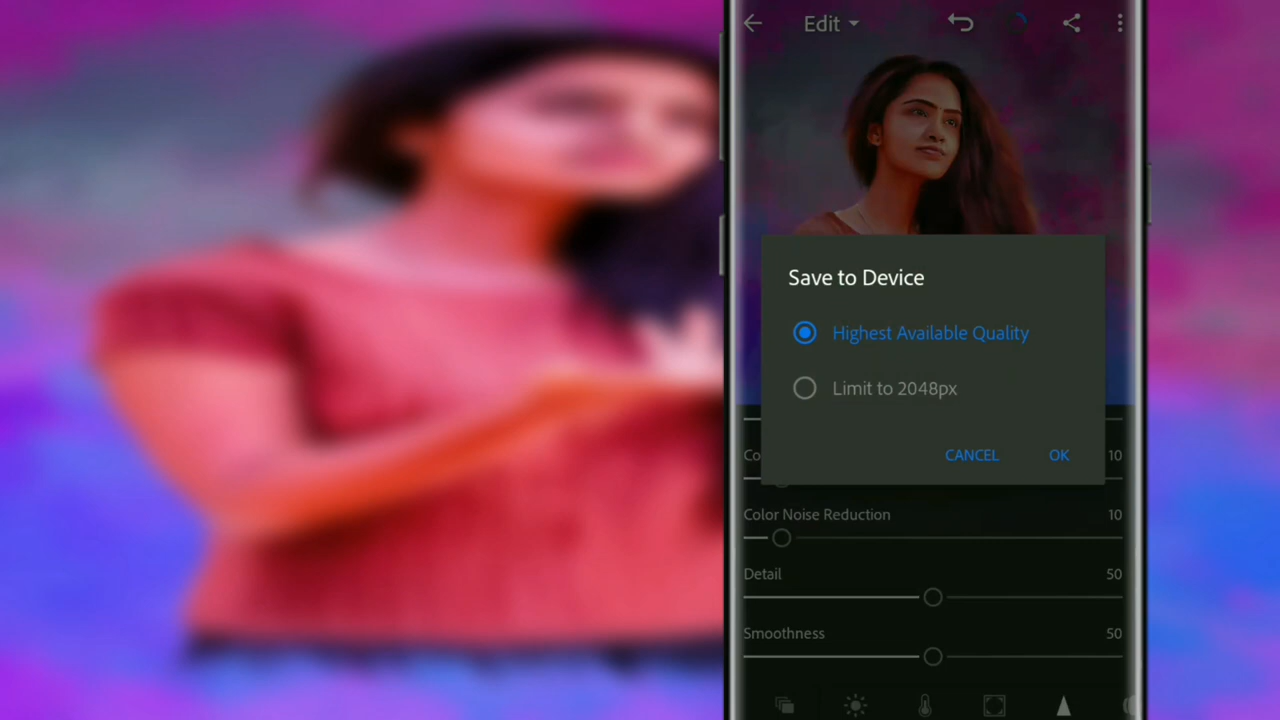 Edit
Save to Device
Highest Available Quality
Limit to 2048px
CANCEL OK
Co 10
Color Noise Reduction 10
Detail 50
Smoothness 50